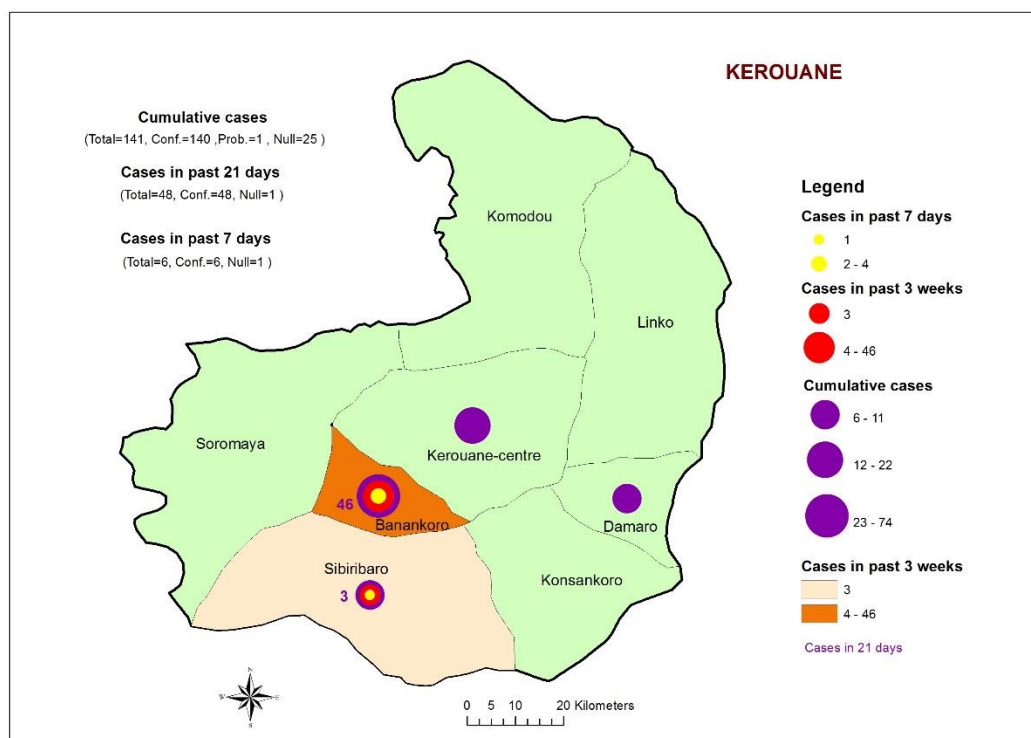 KEROUANE
Cumulative cases
(Total=141, Conf.=140 ,Prob.=1 , Null=25 )
Cases in past 21 days
(Total=48, Conf.=48, Null=1 )
Cases in past 7 days
(Total=6, Conf.=6, Null=1 )
Komodou
Linko
Soromaya
Kerouane-centre
46
Banankoro
Damaro
Sibiribaro
3
Konsankoro
Legend
Cases in past 7 days
1
2 - 4
Cases in past 3 weeks
3
4 - 46
Cumulative cases
6 - 11
12 - 22
23 - 74
Cases in past 3 weeks
3
4 - 46
Cases in 21 days
N
W
E
S
0 5 10 20 Kilometers